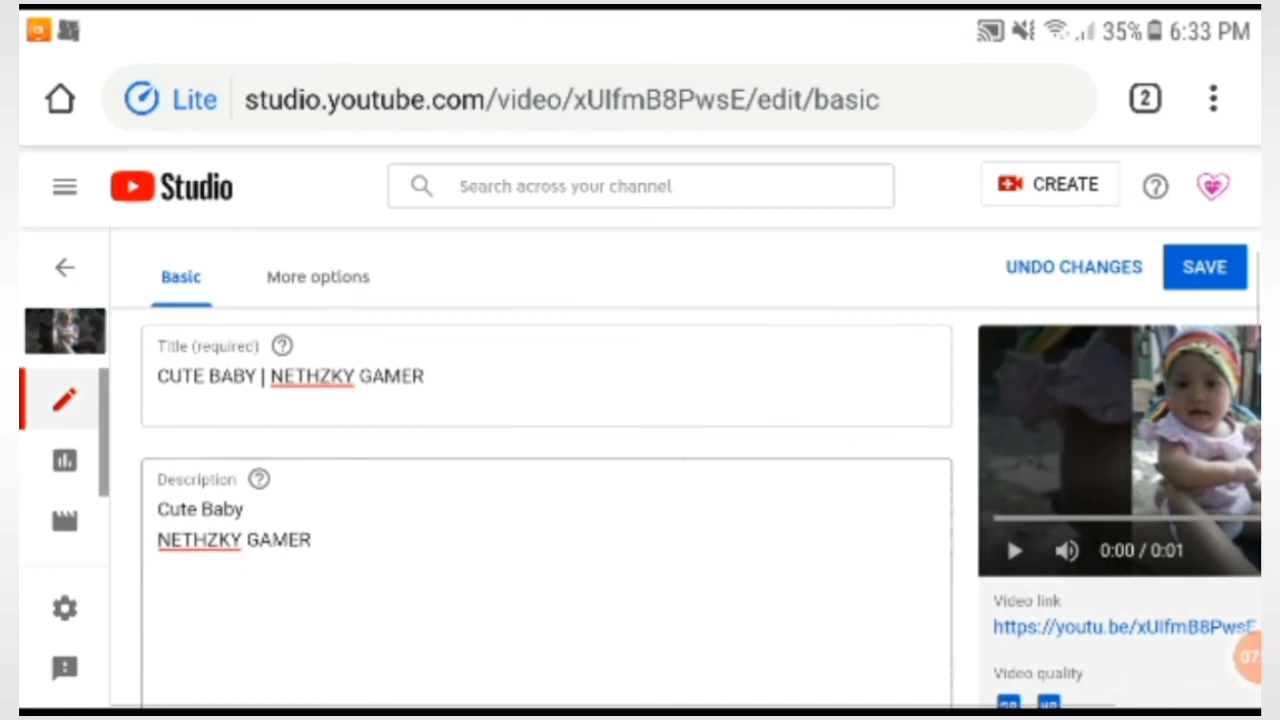 35% 6:33 PM
Lite studio.youtube.com/video/xUIfmB8PwsE/edit/basic 2
Studio Search across your channel CREATE
Basic More options UNDO CHANGES SAVE
Title (required)
CUTE BABY | NETHZKY GAMER
Description
Cute Baby
NETHZKY GAMER
0:00 / 0:01
Video link
https://youtu.be/xUIfmB8PwsE
Video quality
07